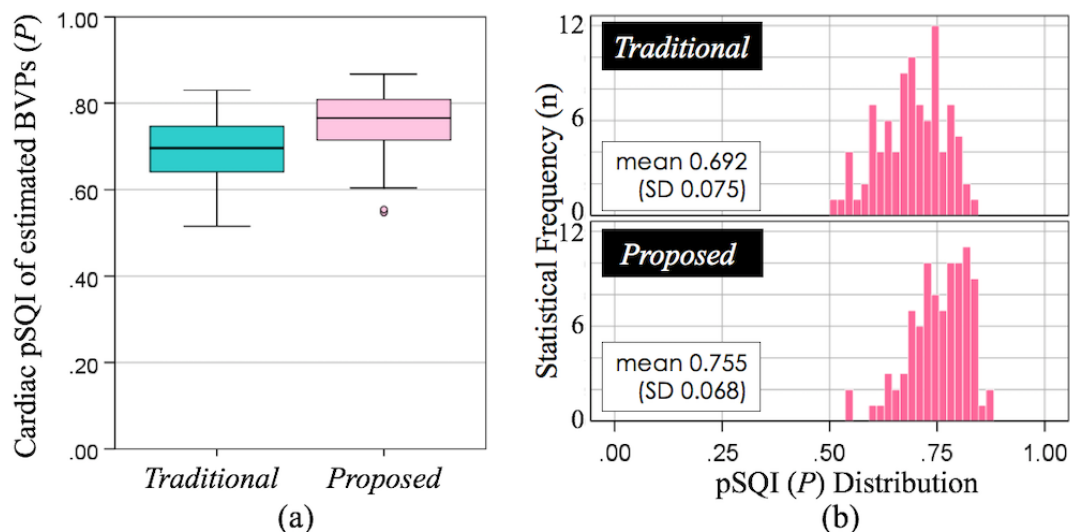 Cardiac pSQI of estimated BVPs (P)
1.00
.80
.60
.40
.20
.00
Traditional
Proposed
(a)
Statistical Frequency (n)
12
6
0
Traditional
mean 0.692
(SD 0.075)
12
6
0
Proposed
mean 0.755
(SD 0.068)
.00
.25
.50
.75
1.00
pSQI (P) Distribution
(b)